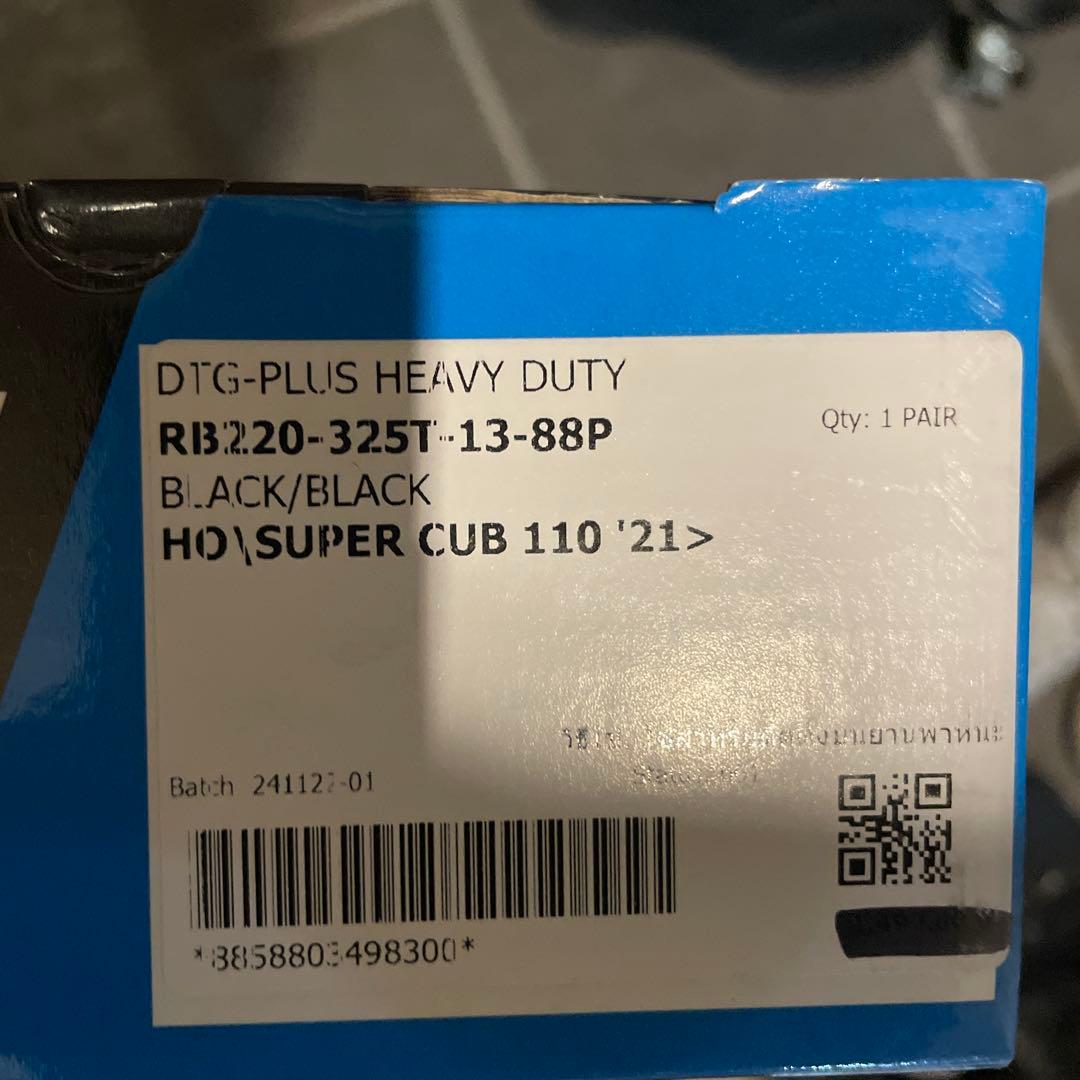 DTG-PLUS HEAVY DUTY
RB220-325T-13-88P
Qty: 1 PAIR
BLACK/BLACK
HO\SUPER CUB 110 '21>
Batch
*8858803498300*